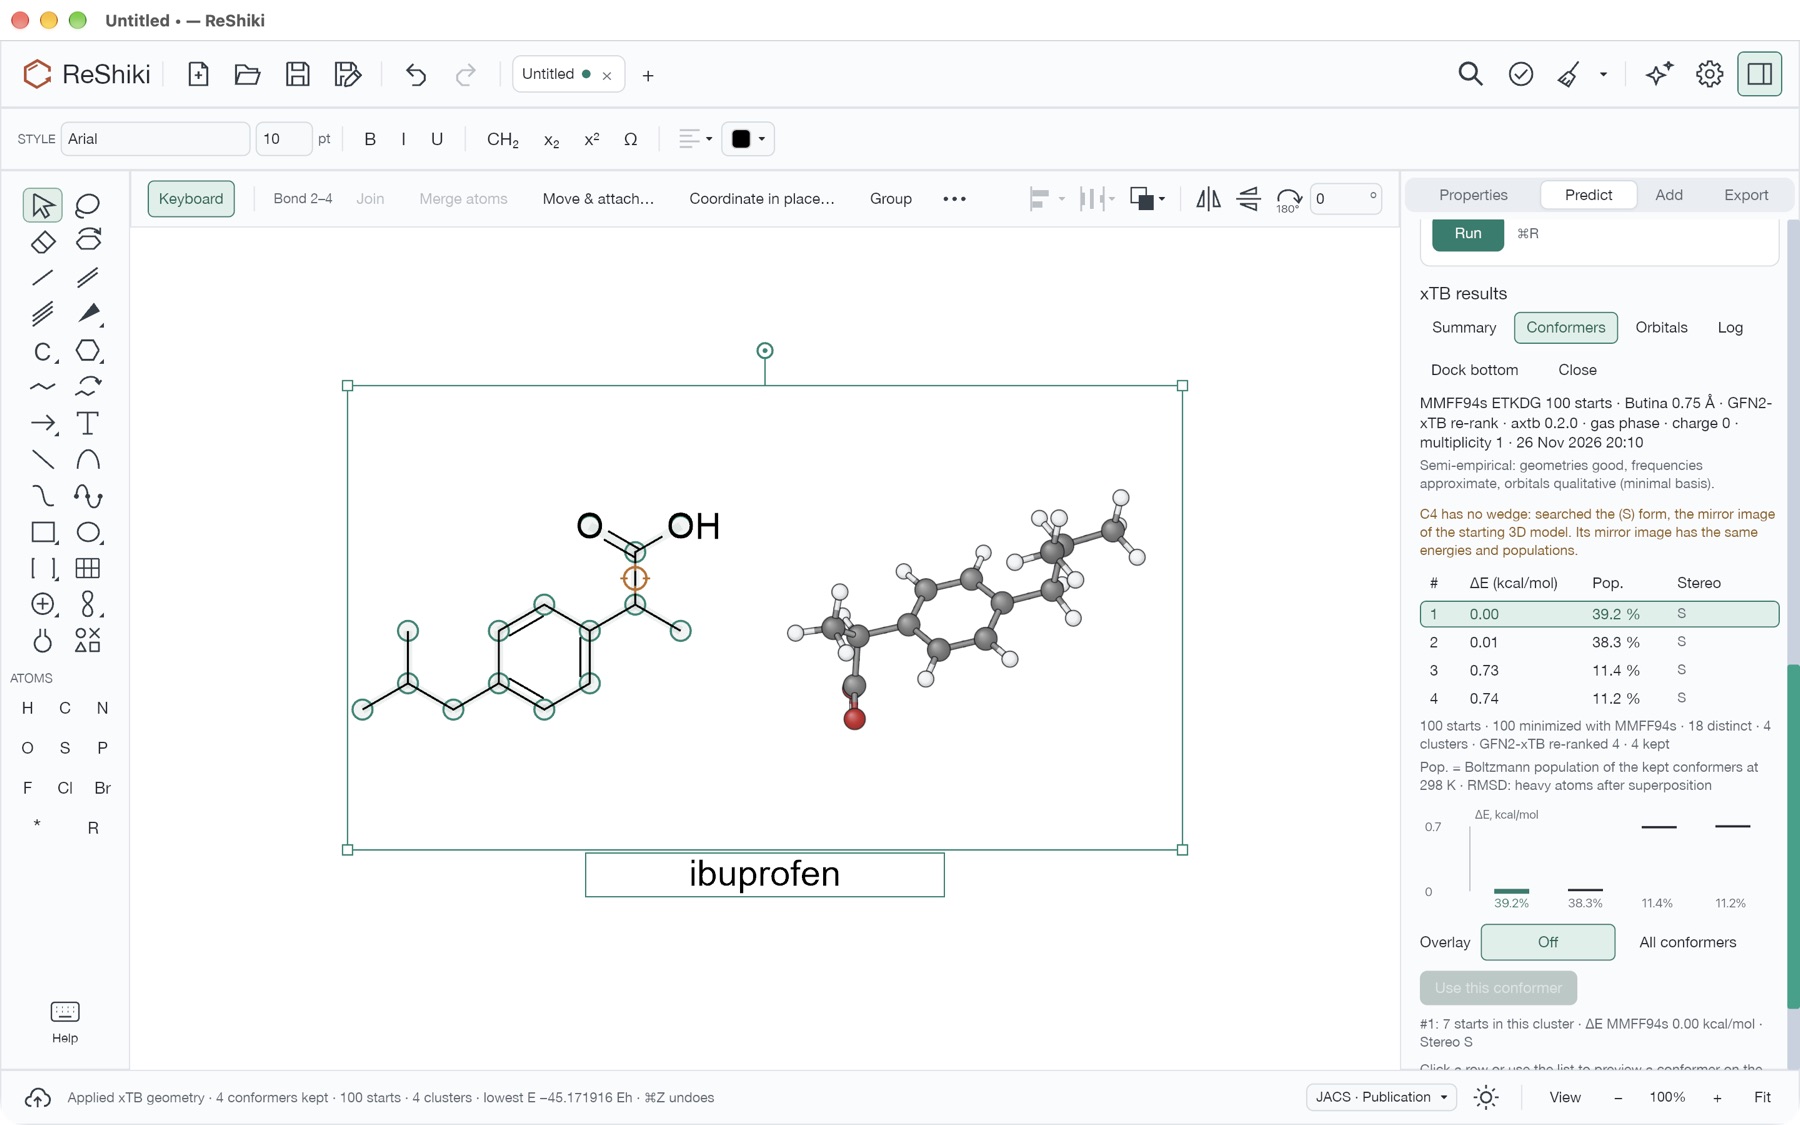 Untitled • — ReShiki
ReShiki
Untitled
STYLE Arial 10 pt B I U CH₂ x₂ x² Ω
Keyboard Bond 2–4 Join Merge atoms Move & attach... Coordinate in place... Group ••• 180° 0 °
Properties Predict Add Export
Run ⌘R
xTB results
Summary Conformers Orbitals Log
Dock bottom Close
MMFF94s ETKDG 100 starts · Butina 0.75 Å · GFN2-
xTB re-rank · axtb 0.2.0 · gas phase · charge 0 ·
multiplicity 1 · 26 Nov 2026 20:10
Semi-empirical: geometries good, frequencies
approximate, orbitals qualitative (minimal basis).
C4 has no wedge: searched the (S) form, the mirror image
of the starting 3D model. Its mirror image has the same
energies and populations.
# ΔE (kcal/mol) Pop. Stereo
1 0.00 39.2 % S
2 0.01 38.3 % S
3 0.73 11.4 % S
4 0.74 11.2 % S
100 starts · 100 minimized with MMFF94s · 18 distinct · 4
clusters · GFN2-xTB re-ranked 4 · 4 kept
Pop. = Boltzmann population of the kept conformers at
298 K · RMSD: heavy atoms after superposition
ΔE, kcal/mol
0.7
0
39.2% 38.3% 11.4% 11.2%
Overlay Off All conformers
Use this conformer
#1: 7 starts in this cluster · ΔE MMFF94s 0.00 kcal/mol ·
Stereo S
Click a row or use the list to preview a conformer on the
C
T
ATOMS
H C N
O S P
F Cl Br
* R
Help
O OH
ibuprofen
Applied xTB geometry · 4 conformers kept · 100 starts · 4 clusters · lowest E −45.171916 Eh · ⌘Z undoes
JACS · Publication View − 100% + Fit